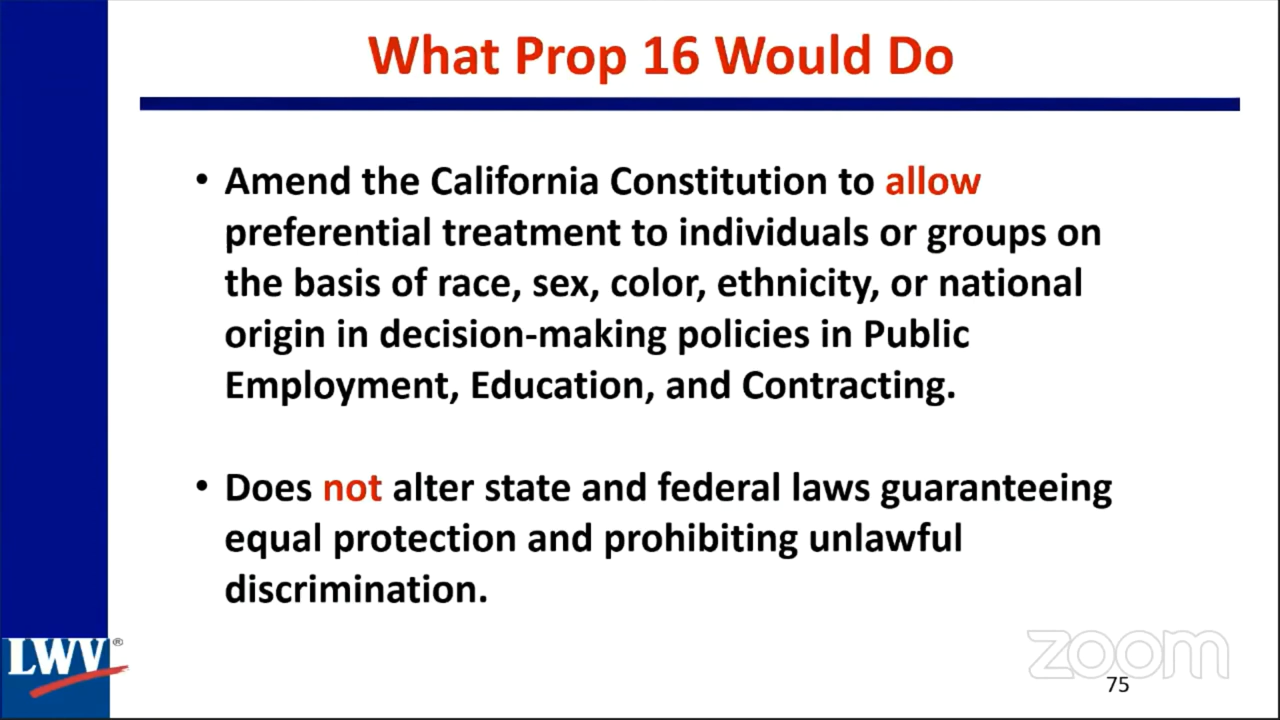 What Prop 16 Would Do
• Amend the California Constitution to allow
preferential treatment to individuals or groups on
the basis of race, sex, color, ethnicity, or national
origin in decision-making policies in Public
Employment, Education, and Contracting.
• Does not alter state and federal laws guaranteeing
equal protection and prohibiting unlawful
discrimination.
LWV®
zoom
75